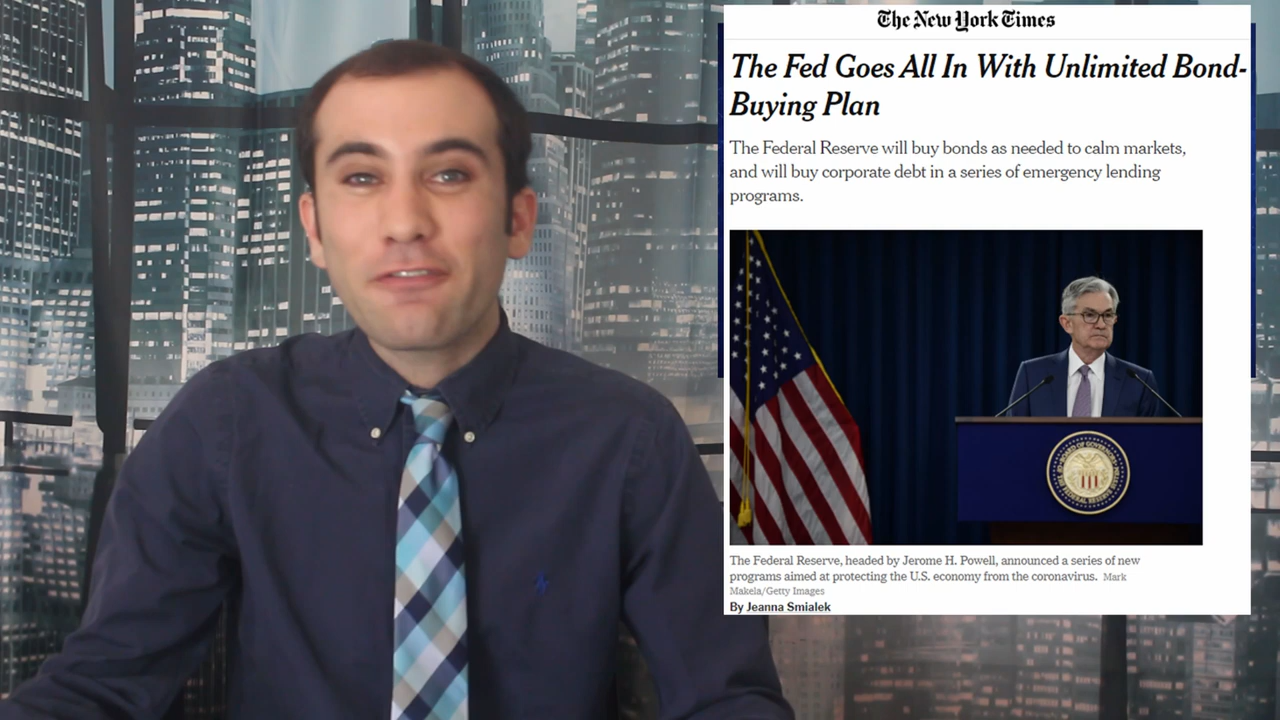 The New York Times
The Fed Goes All In With Unlimited Bond-
Buying Plan
The Federal Reserve will buy bonds as needed to calm markets,
and will buy corporate debt in a series of emergency lending
programs.
The Federal Reserve, headed by Jerome H. Powell, announced a series of new
programs aimed at protecting the U.S. economy from the coronavirus. Mark
Makela/Getty Images
By Jeanna Smialek